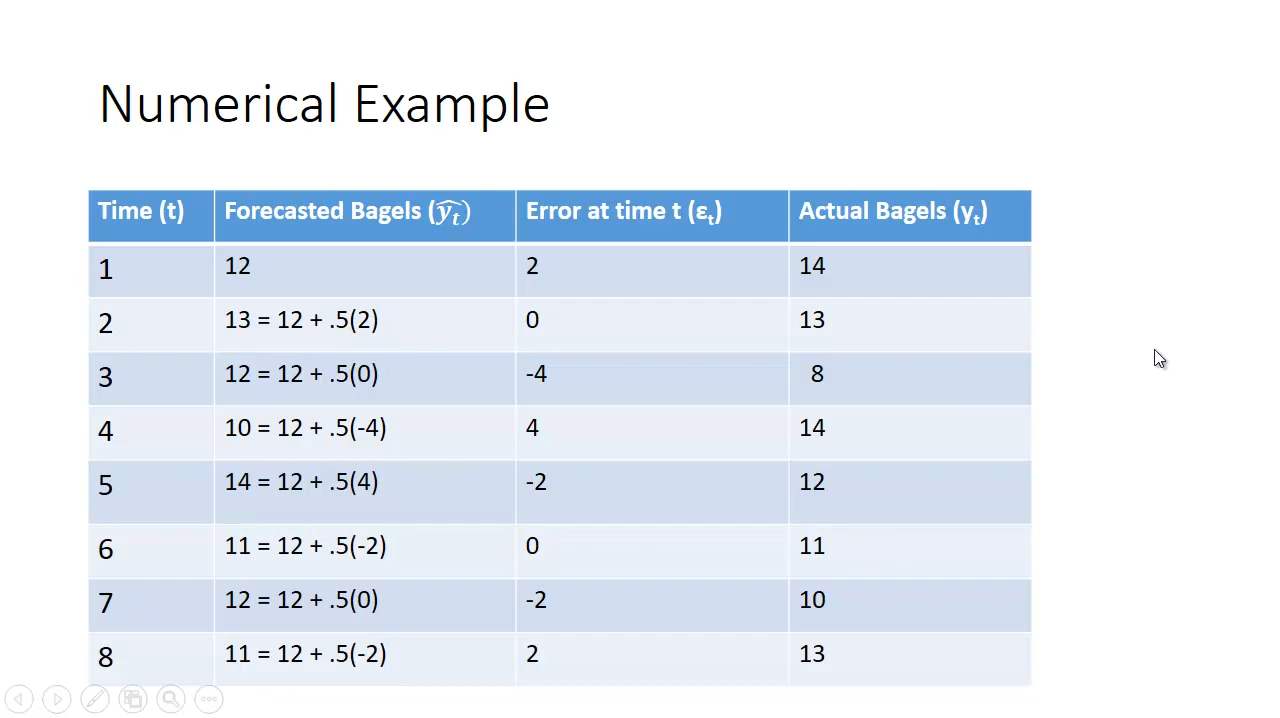 Numerical Example
Time (t) Forecasted Bagels (ŷt) Error at time t (εt) Actual Bagels (yt)
1 12 2 14
2 13 = 12 + .5(2) 0 13
3 12 = 12 + .5(0) -4 8
4 10 = 12 + .5(-4) 4 14
5 14 = 12 + .5(4) -2 12
6 11 = 12 + .5(-2) 0 11
7 12 = 12 + .5(0) -2 10
8 11 = 12 + .5(-2) 2 13